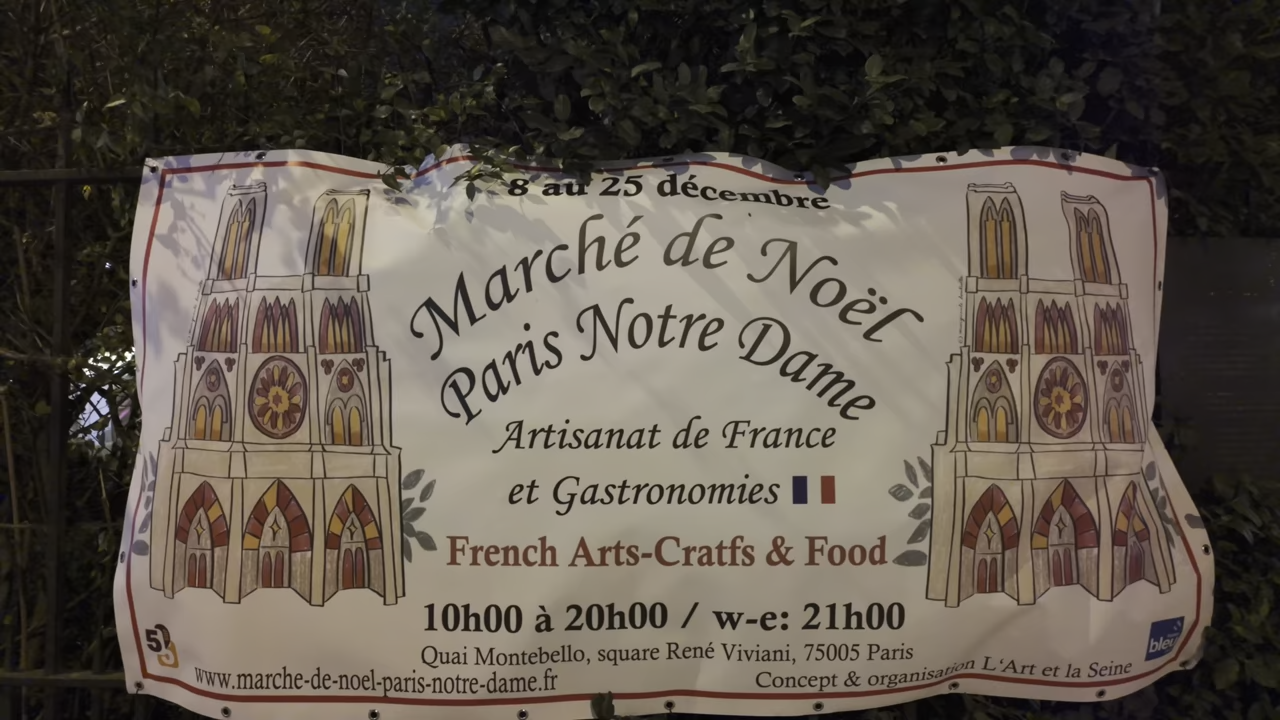 8 au 25 décembre
Marché de Noël
Paris Notre Dame
Artisanat de France
et Gastronomies
French Arts-Cratfs & Food
10h00 à 20h00 / w-e: 21h00
Quai Montebello, square René Viviani, 75005 Paris
www.marche-de-noel-paris-notre-dame.fr
Concept & organisation L'Art et la Seine
bleu